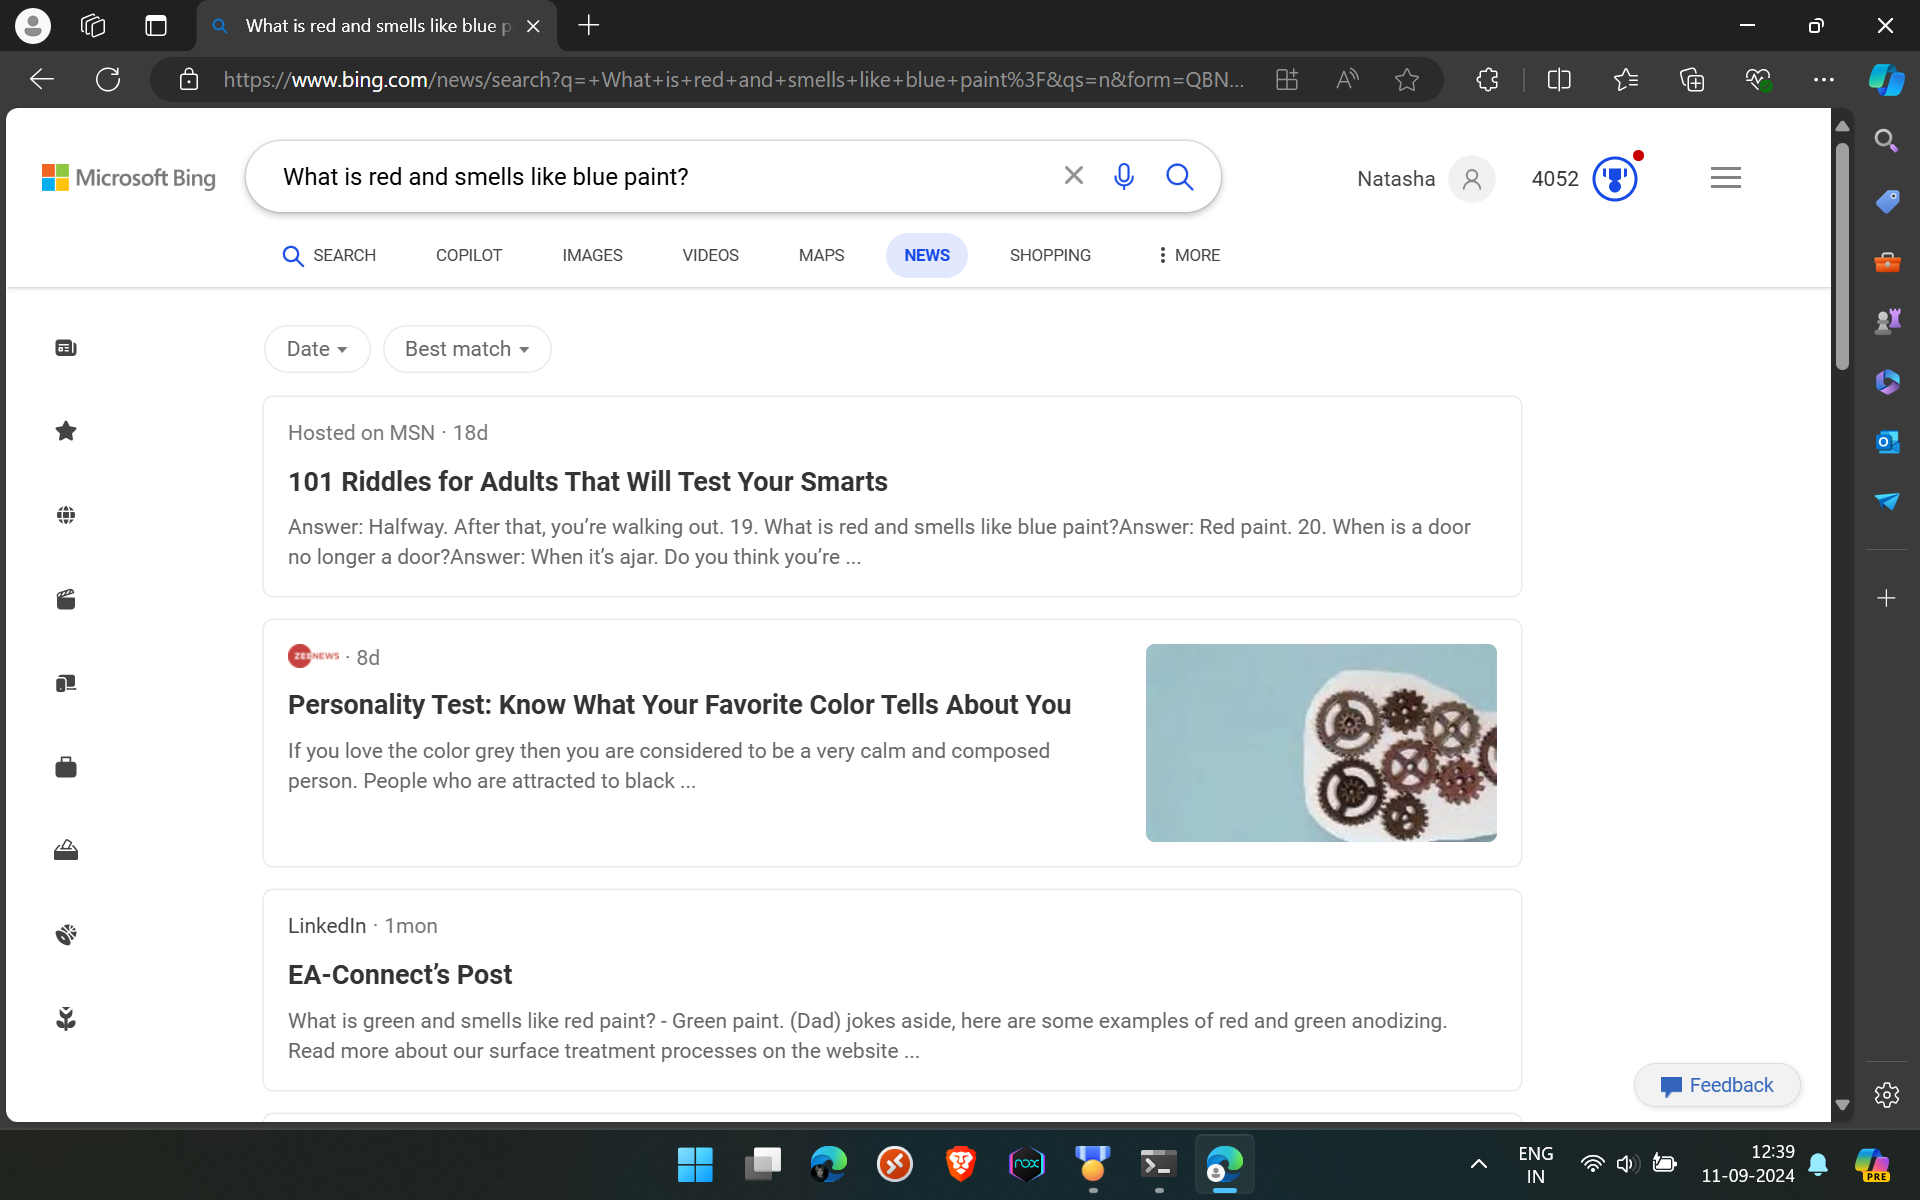 What is red and smells like blue p
https://www.bing.com/news/search?q=+What+is+red+and+smells+like+blue+paint%3F&qs=n&form=QBN...
Microsoft Bing
What is red and smells like blue paint?
Natasha
4052
SEARCH
COPILOT
IMAGES
VIDEOS
MAPS
NEWS
SHOPPING
MORE
Date
Best match
Hosted on MSN · 18d
101 Riddles for Adults That Will Test Your Smarts
Answer: Halfway. After that, you’re walking out. 19. What is red and smells like blue paint?Answer: Red paint. 20. When is a door
no longer a door?Answer: When it’s ajar. Do you think you’re ...
ZEENEWS · 8d
Personality Test: Know What Your Favorite Color Tells About You
If you love the color grey then you are considered to be a very calm and composed
person. People who are attracted to black ...
LinkedIn · 1mon
EA-Connect’s Post
What is green and smells like red paint? - Green paint. (Dad) jokes aside, here are some examples of red and green anodizing.
Read more about our surface treatment processes on the website ...
Feedback
nox
ENG
IN
12:39
11-09-2024
PRE